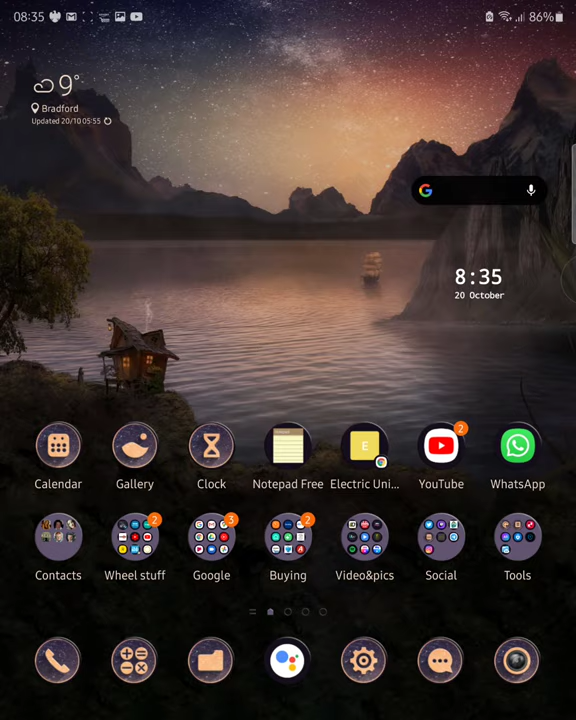 08:35
86%
9°
Bradford
Updated 20/10 05:55
8:35
20 October
E
2
Calendar
Gallery
Clock
Notepad Free
Electric Uni...
YouTube
WhatsApp
2
3
2
Contacts
Wheel stuff
Google
Buying
Video&pics
Social
Tools